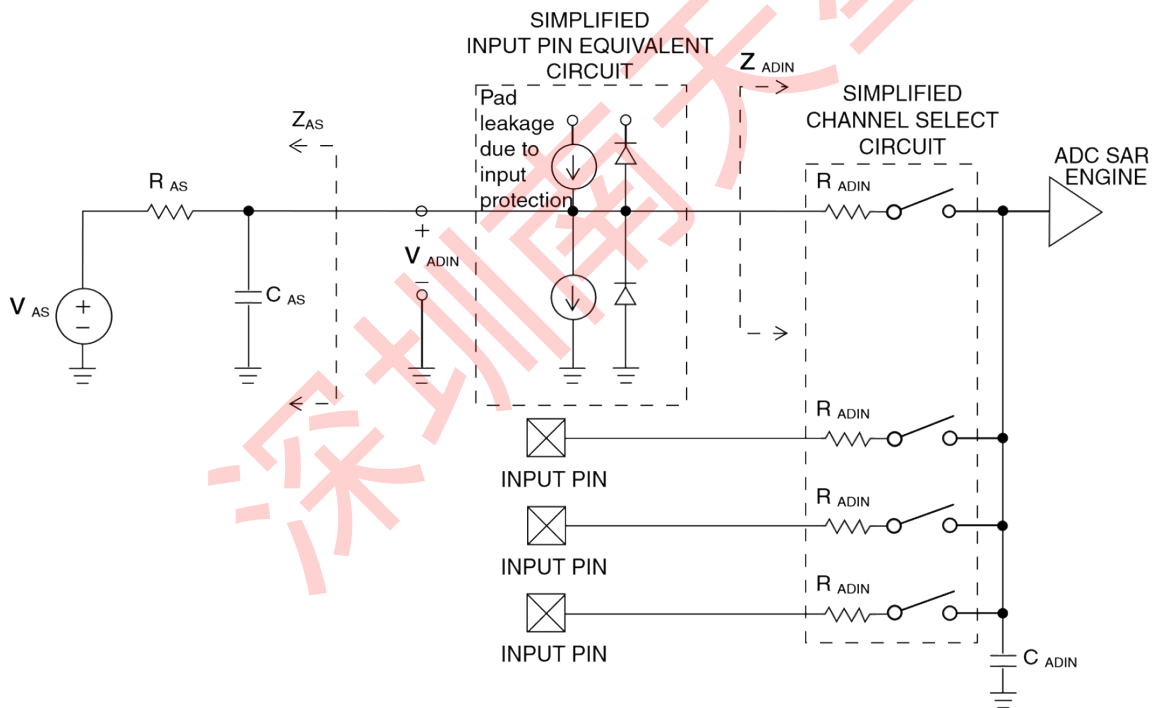 SIMPLIFIED
INPUT PIN EQUIVALENT
CIRCUIT
Z ADIN
SIMPLIFIED
CHANNEL SELECT
CIRCUIT
Pad
leakage
due to
input
protection
ZAS
R AS
R ADIN
ADC SAR
ENGINE
+
V ADIN
–
C AS
V AS
+
–
R ADIN
INPUT PIN
R ADIN
INPUT PIN
R ADIN
INPUT PIN
C ADIN
深圳南天